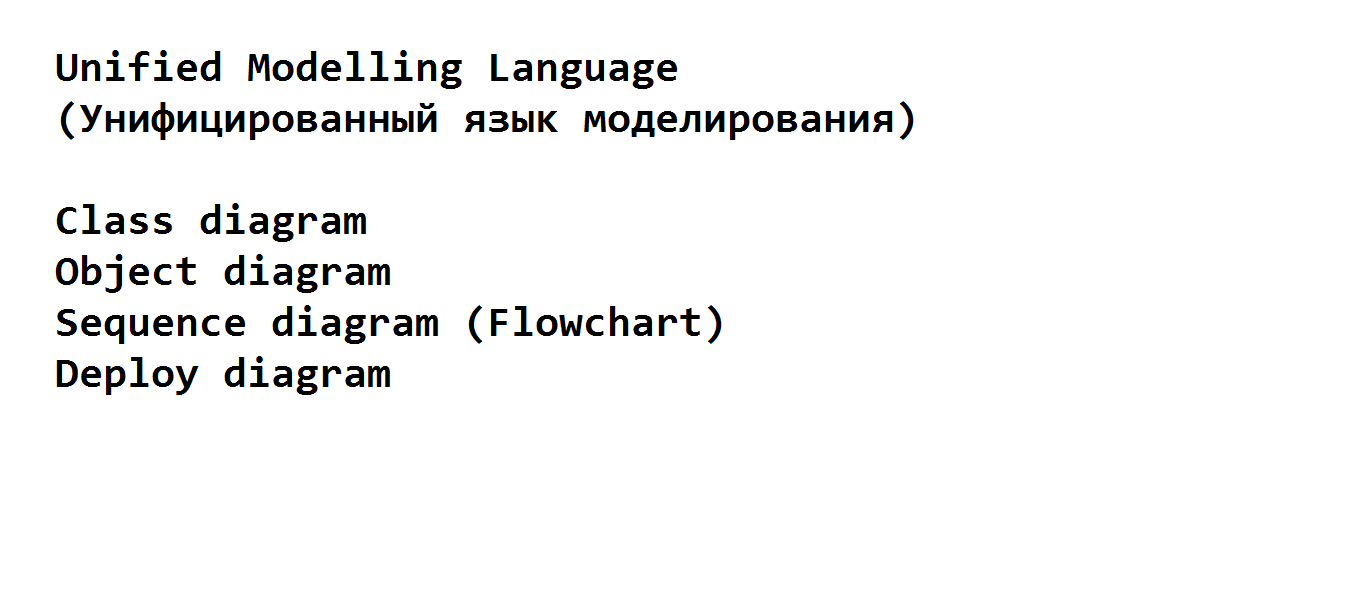 Unified Modelling Language
(Унифицированный язык моделирования)
Class diagram
Object diagram
Sequence diagram (Flowchart)
Deploy diagram